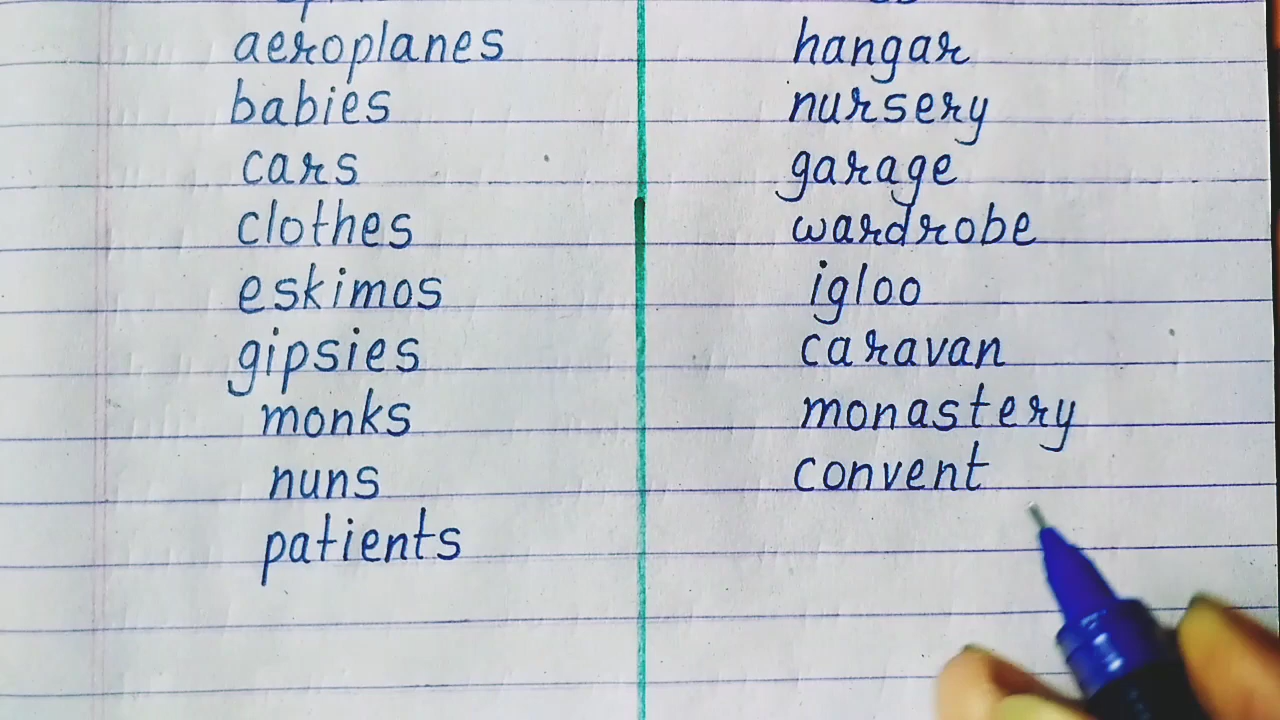 aeroplanes hangar
babies nursery
cars garage
clothes wardrobe
eskimos igloo
gipsies caravan
monks monastery
nuns convent
patients